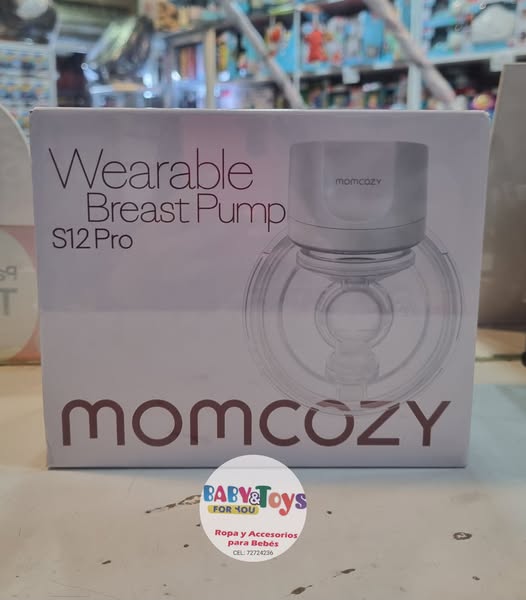 Wearable
Breast Pump
S12 Pro
momcozy
momcozy
BABY & Toys
FOR YOU
Ropa y Accesorios
para Bebés
CEL: 72724236